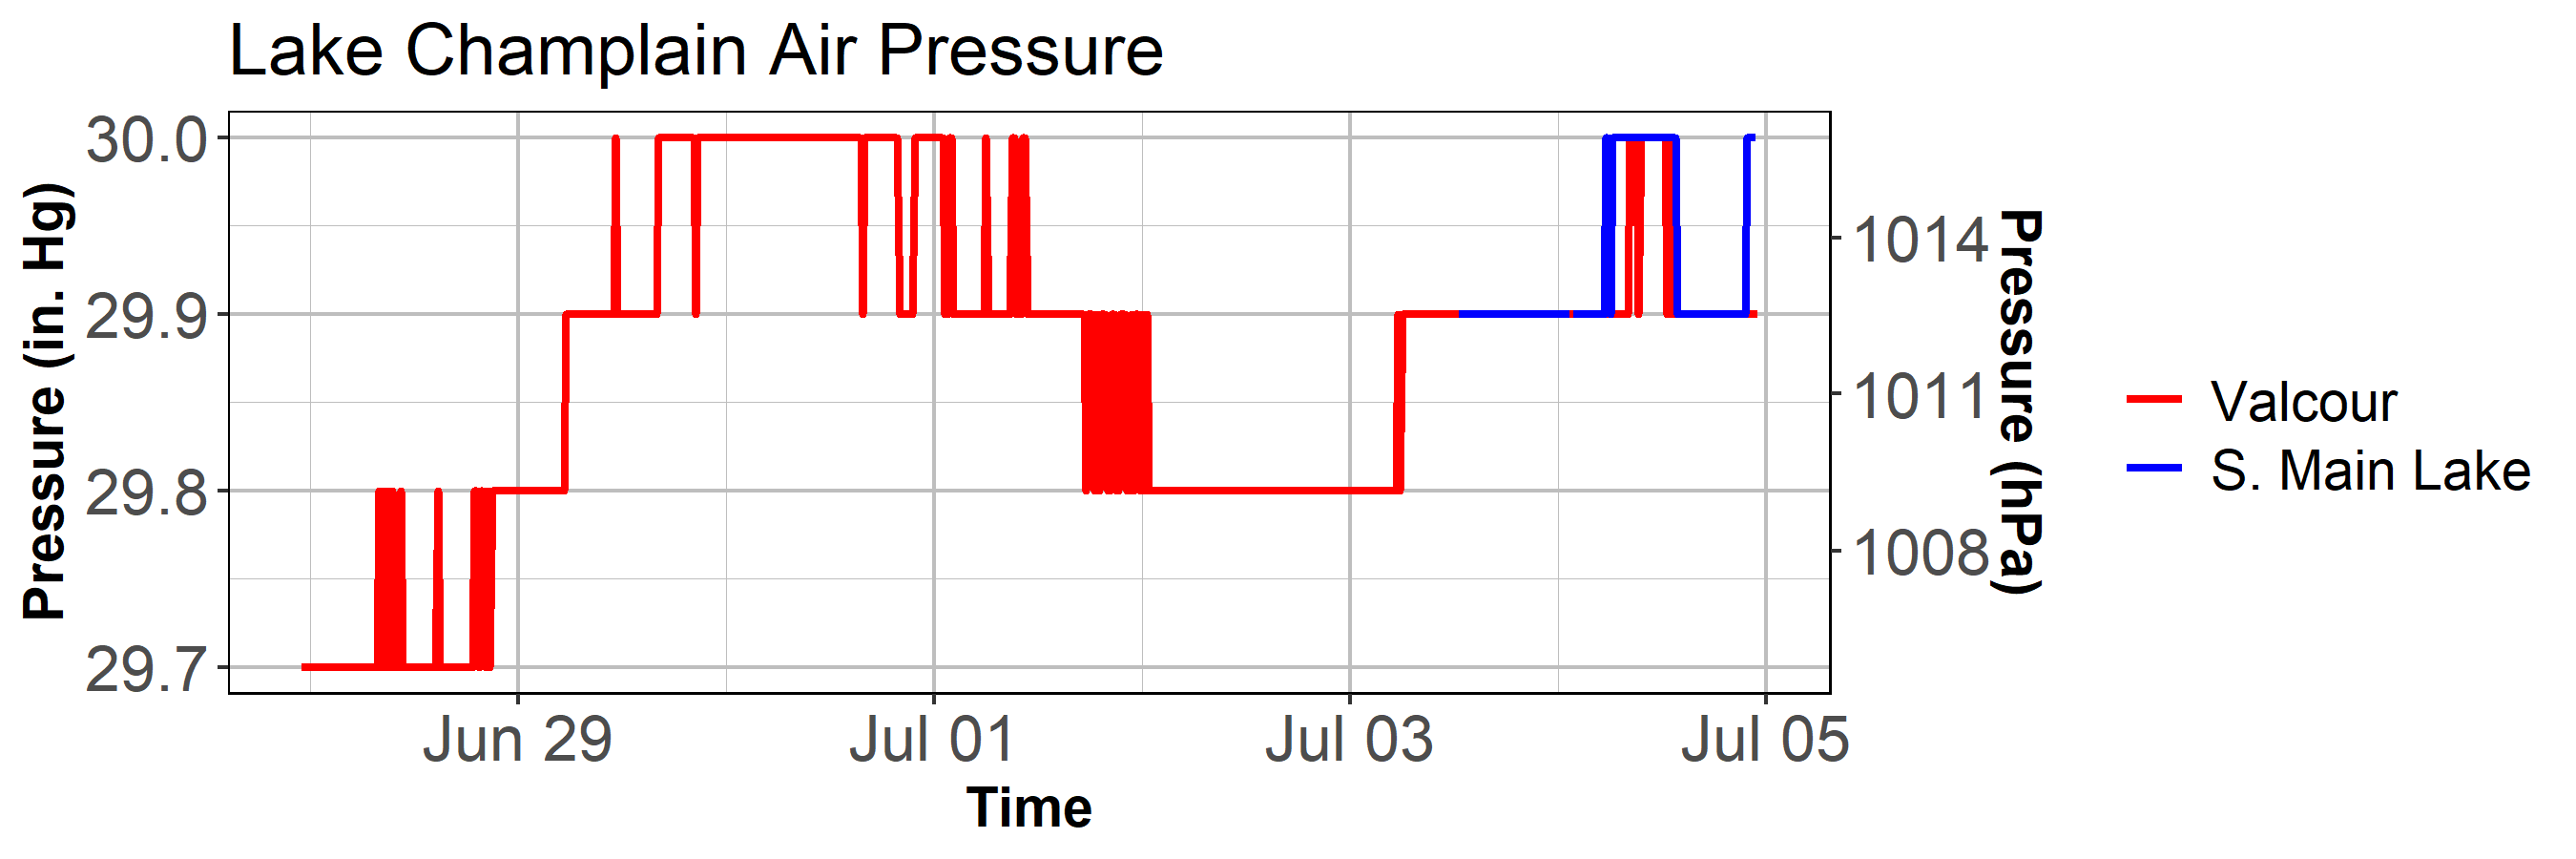 Lake Champlain Air Pressure
Pressure (in. Hg)
30.0
29.9
29.8
29.7
1014
1011
1008
Pressure (hPa)
Jun 29
Jul 01
Jul 03
Jul 05
Time
Valcour
S. Main Lake